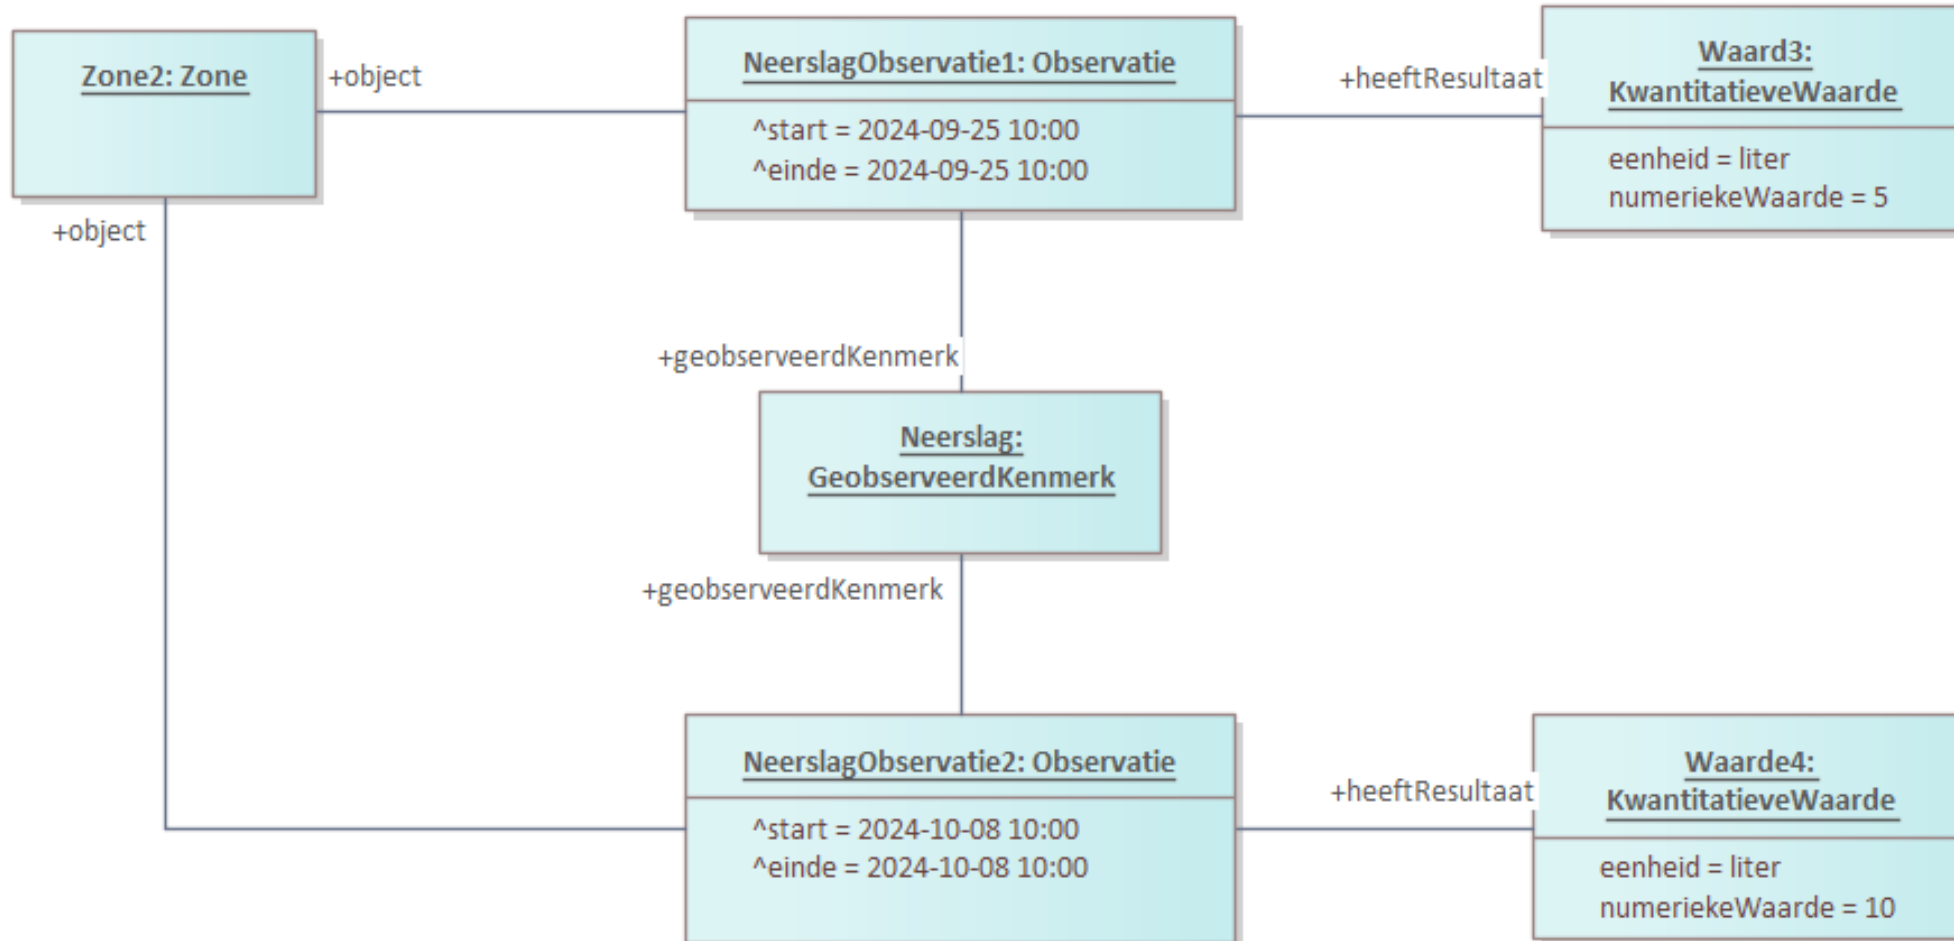 Zone2: Zone
+object
+object
NeerslagObservatie1: Observatie
^start = 2024-09-25 10:00
^einde = 2024-09-25 10:00
+heeftResultaat
Waard3:
KwantitatieveWaarde
eenheid = liter
numeriekeWaarde = 5
+geobserveerdKenmerk
Neerslag:
GeobserveerdKenmerk
+geobserveerdKenmerk
NeerslagObservatie2: Observatie
^start = 2024-10-08 10:00
^einde = 2024-10-08 10:00
+heeftResultaat
Waarde4:
KwantitatieveWaarde
eenheid = liter
numeriekeWaarde = 10